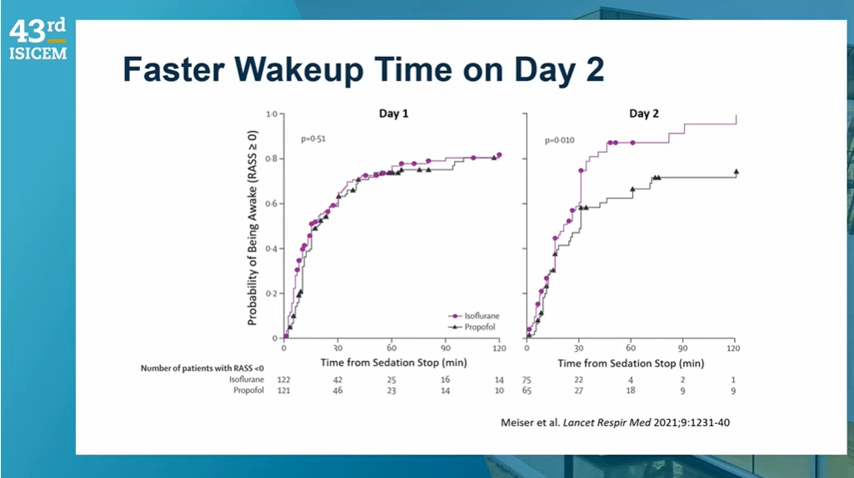 43rd
ISICEM
Faster Wakeup Time on Day 2
Day 1
Day 2
p=0·51
p=0·010
Probability of Being Awake (RASS ≥ 0)
1·0
0·8
0·6
0·4
0·2
0
Isoflurane
Propofol
0 30 60 90 120
0 30 60 90 120
Time from Sedation Stop (min)
Time from Sedation Stop (min)
Number of patients with RASS <0
Isoflurane 122 42 25 16 14 75 22 4 2 1
Propofol 121 46 23 14 10 65 27 18 9 9
Meiser et al. Lancet Respir Med 2021;9:1231-40